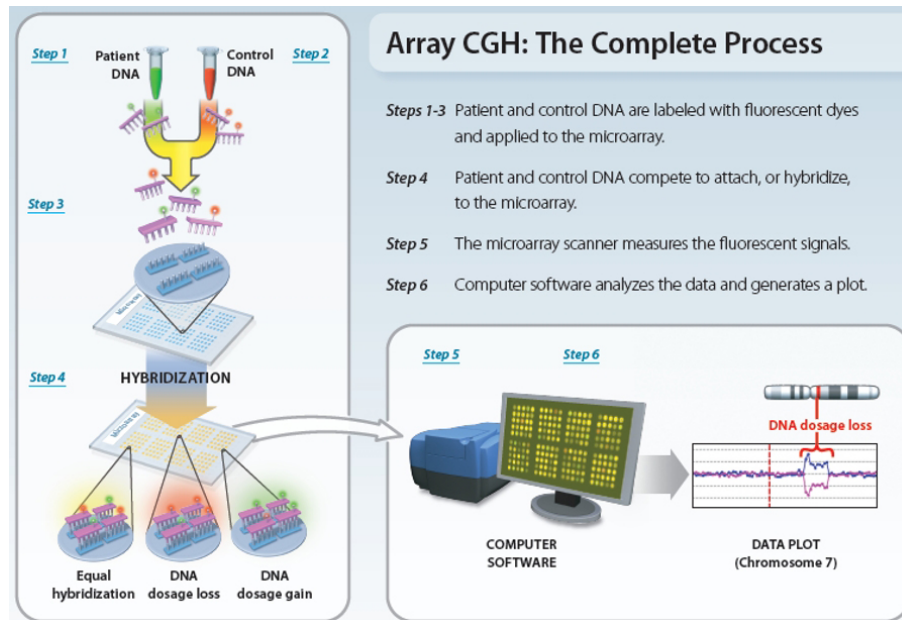 Array CGH: The Complete Process
Step 1
Patient
DNA
Control
DNA
Step 2
Steps 1-3 Patient and control DNA are labeled with fluorescent dyes
and applied to the microarray.
Step 4 Patient and control DNA compete to attach, or hybridize,
to the microarray.
Step 5 The microarray scanner measures the fluorescent signals.
Step 6 Computer software analyzes the data and generates a plot.
Step 3
Microarray
HYBRIDIZATION
Step 4
Microarray
Equal
hybridization
DNA
dosage loss
DNA
dosage gain
Step 5
Step 6
DNA dosage loss
COMPUTER
SOFTWARE
DATA PLOT
(Chromosome 7)